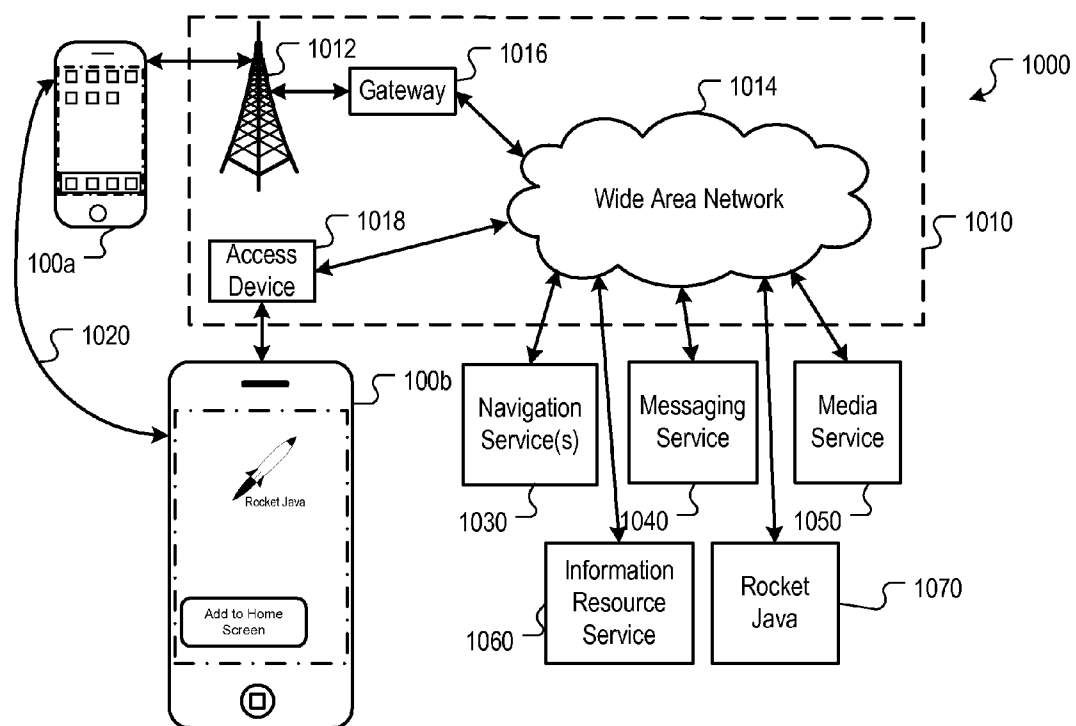 1012
1016
1000
Gateway
1014
Wide Area Network
100a
1018
1010
Access
Device
1020
100b
Navigation
Service(s)
Messaging
Service
Media
Service
Rocket Java
1030
1040
1050
Information
Resource
Service
Rocket
Java
1070
1060
Add to Home
Screen